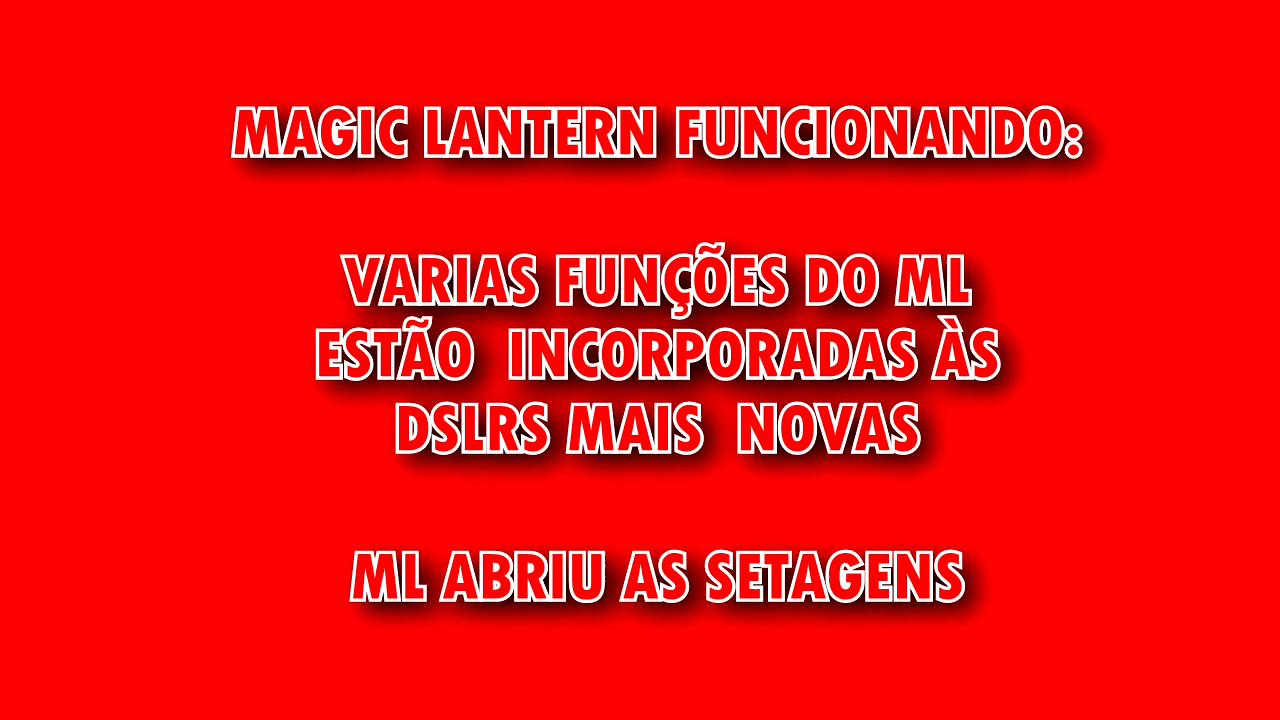 MAGIC LANTERN FUNCIONANDO:
VARIAS FUNÇÕES DO ML
ESTÃO INCORPORADAS ÀS
DSLRS MAIS NOVAS
ML ABRIU AS SETAGENS